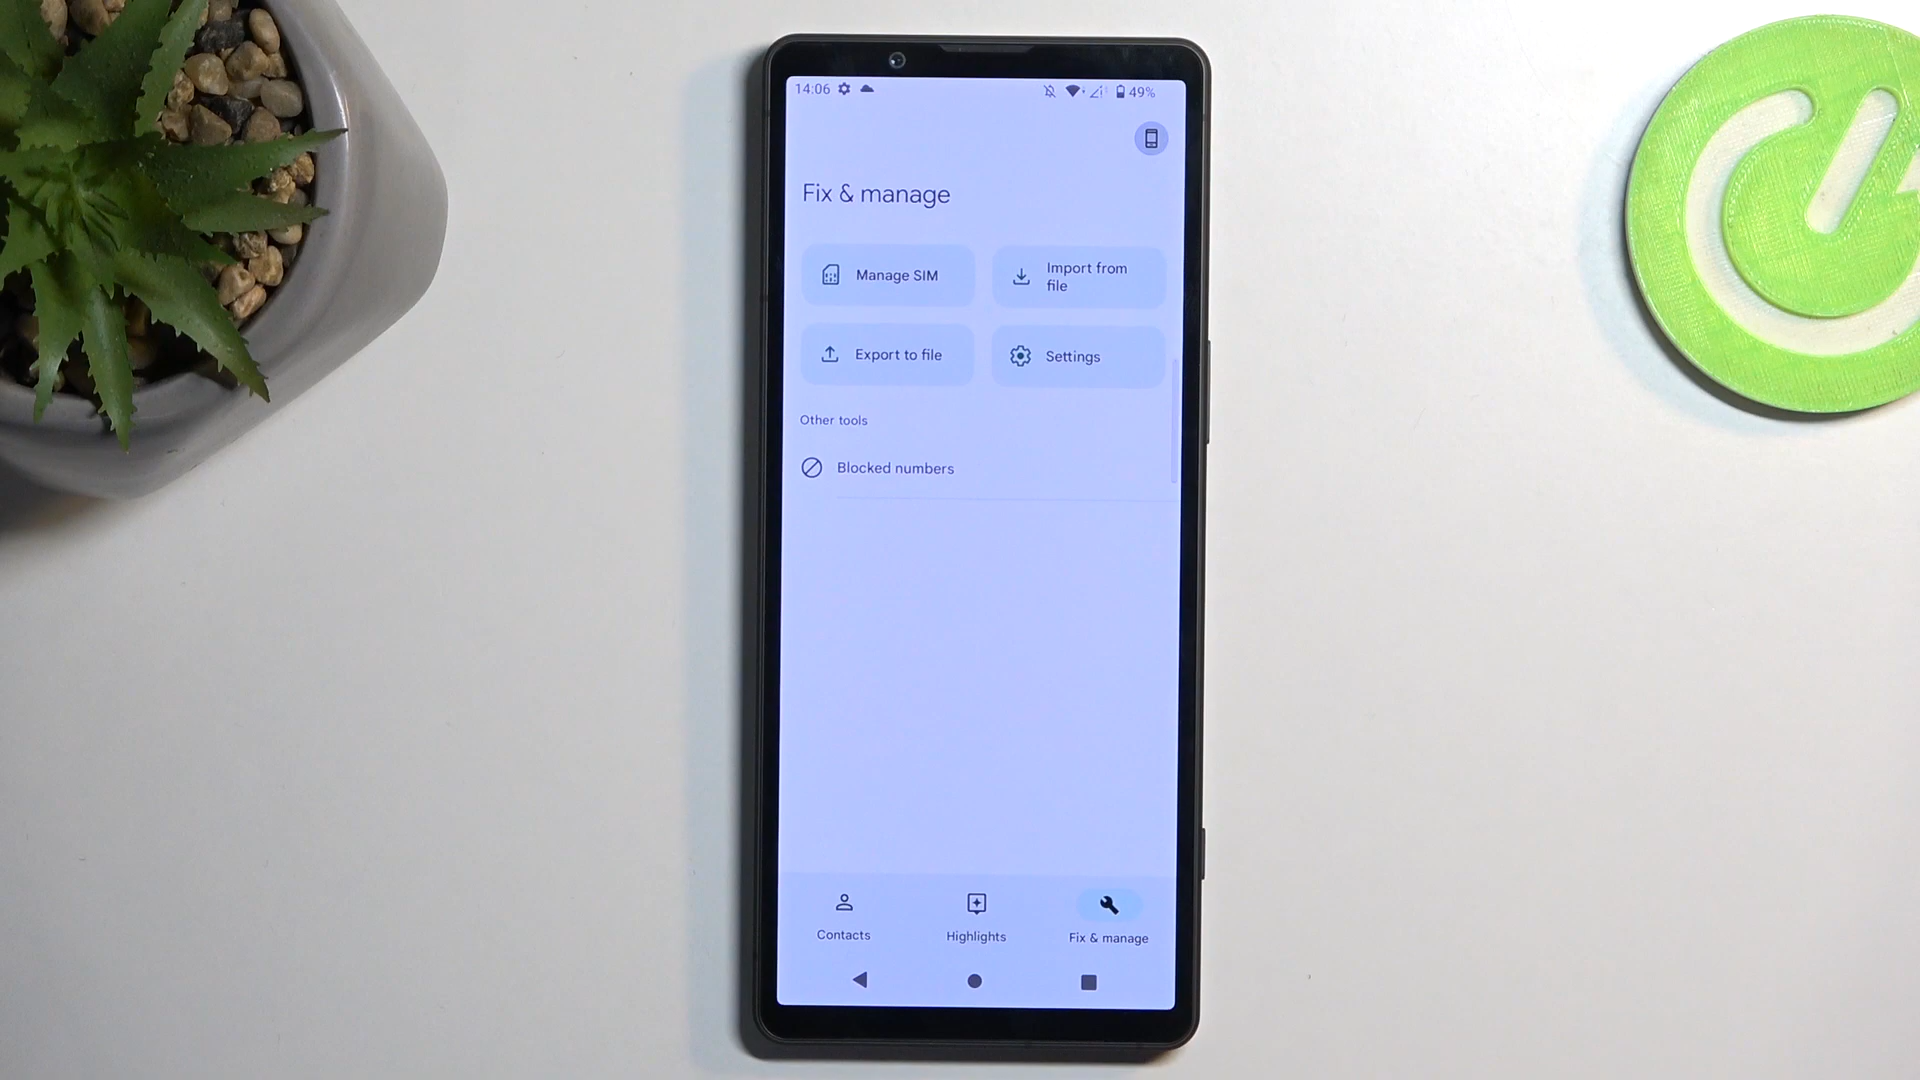 14:06
49%
Fix & manage
Manage SIM
Import from
file
Export to file
Settings
Other tools
Blocked numbers
Contacts
Highlights
Fix & manage